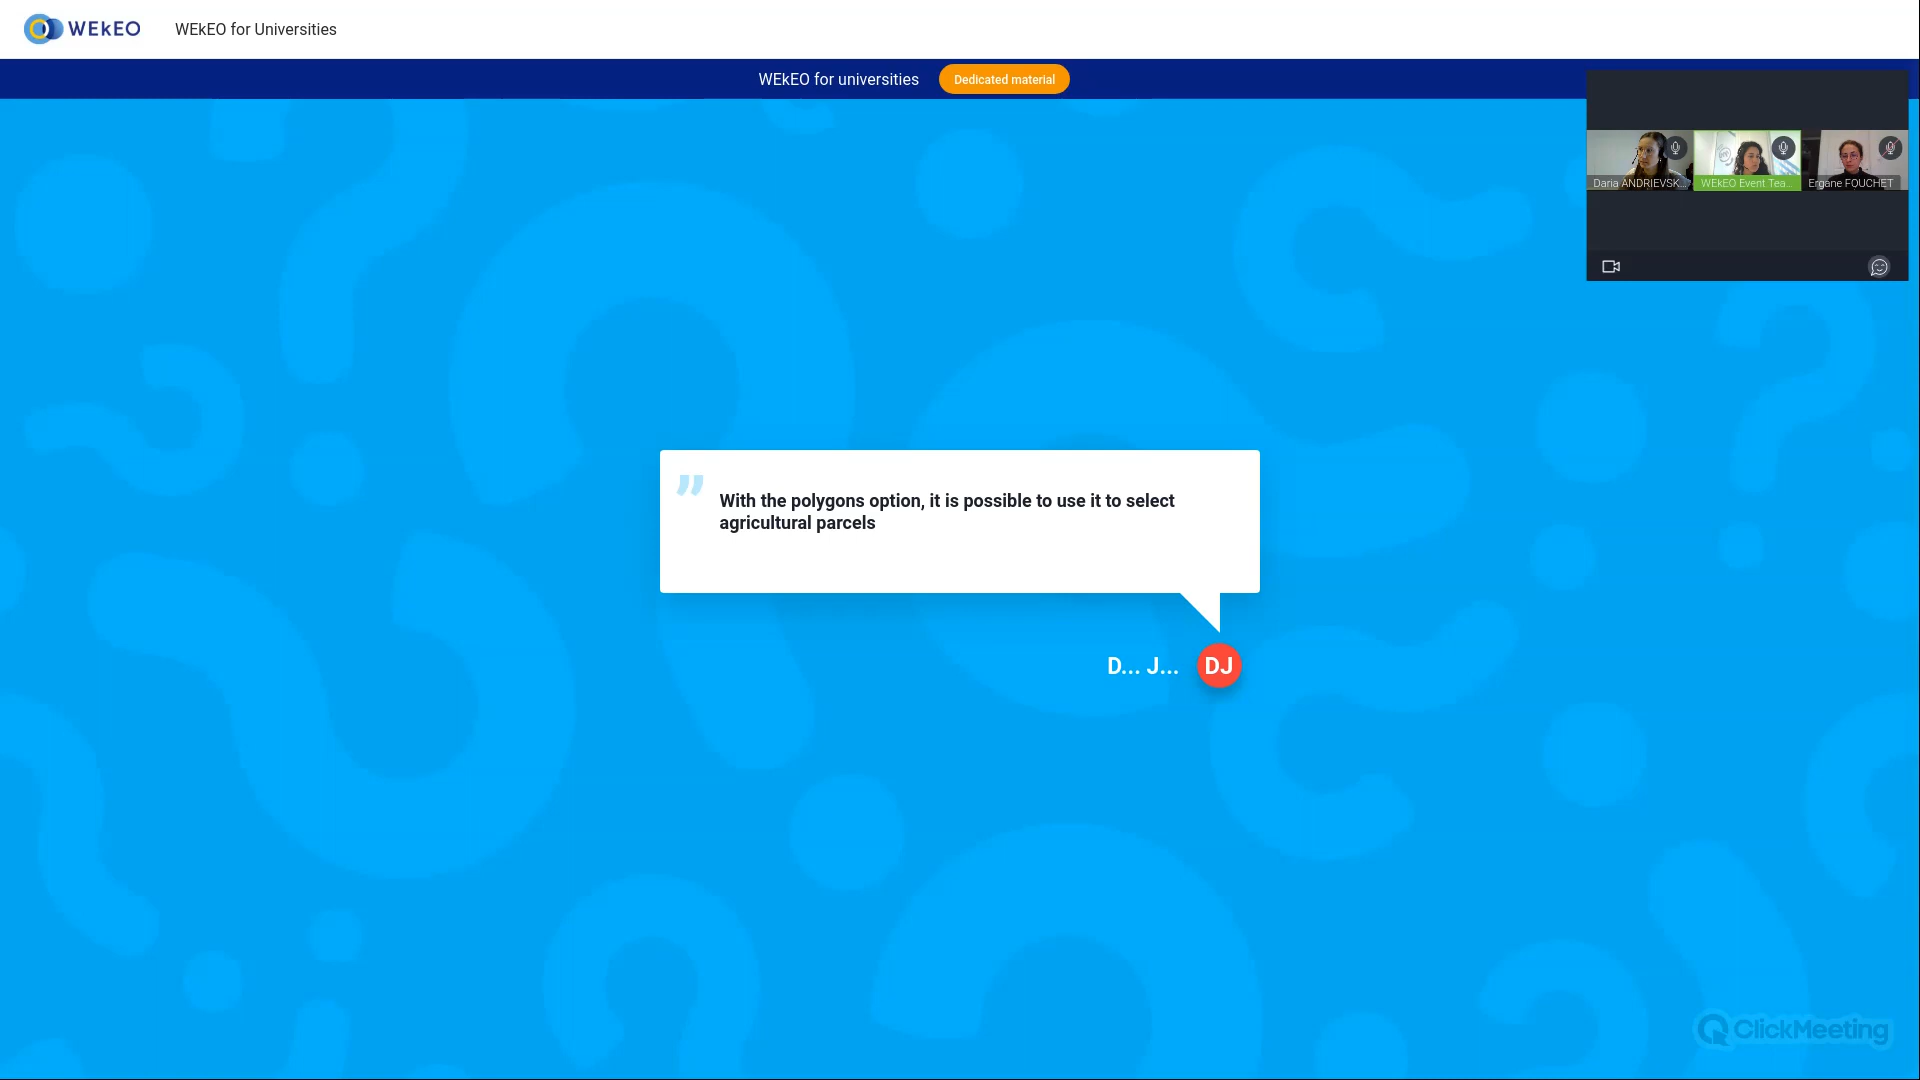 WEkEO
WEkEO for Universities
WEkEO for universities
Dedicated material
Daria ANDRIEVSK...
WEkEO Event Tea...
Ergane FOUCHET
With the polygons option, it is possible to use it to select
agricultural parcels
D... J...
DJ
ClickMeeting